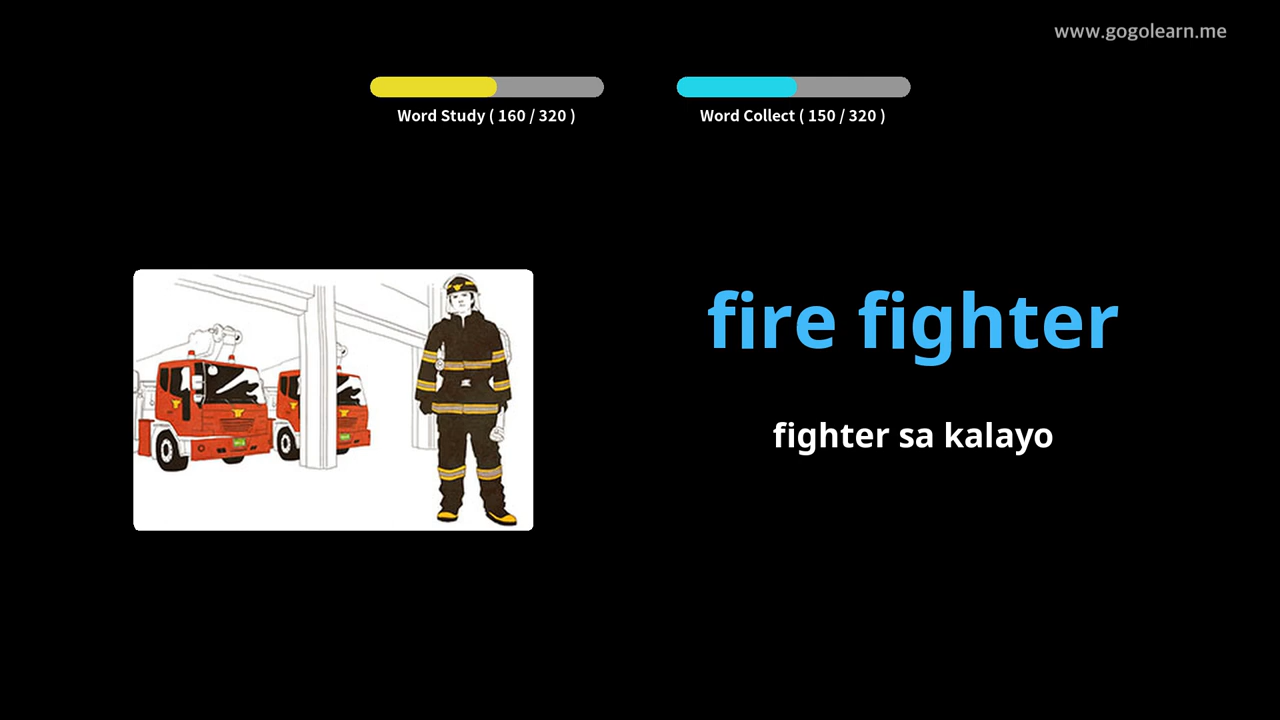 www.gogolearn.me
Word Study ( 160 / 320 )
Word Collect ( 150 / 320 )
fire fighter
fighter sa kalayo